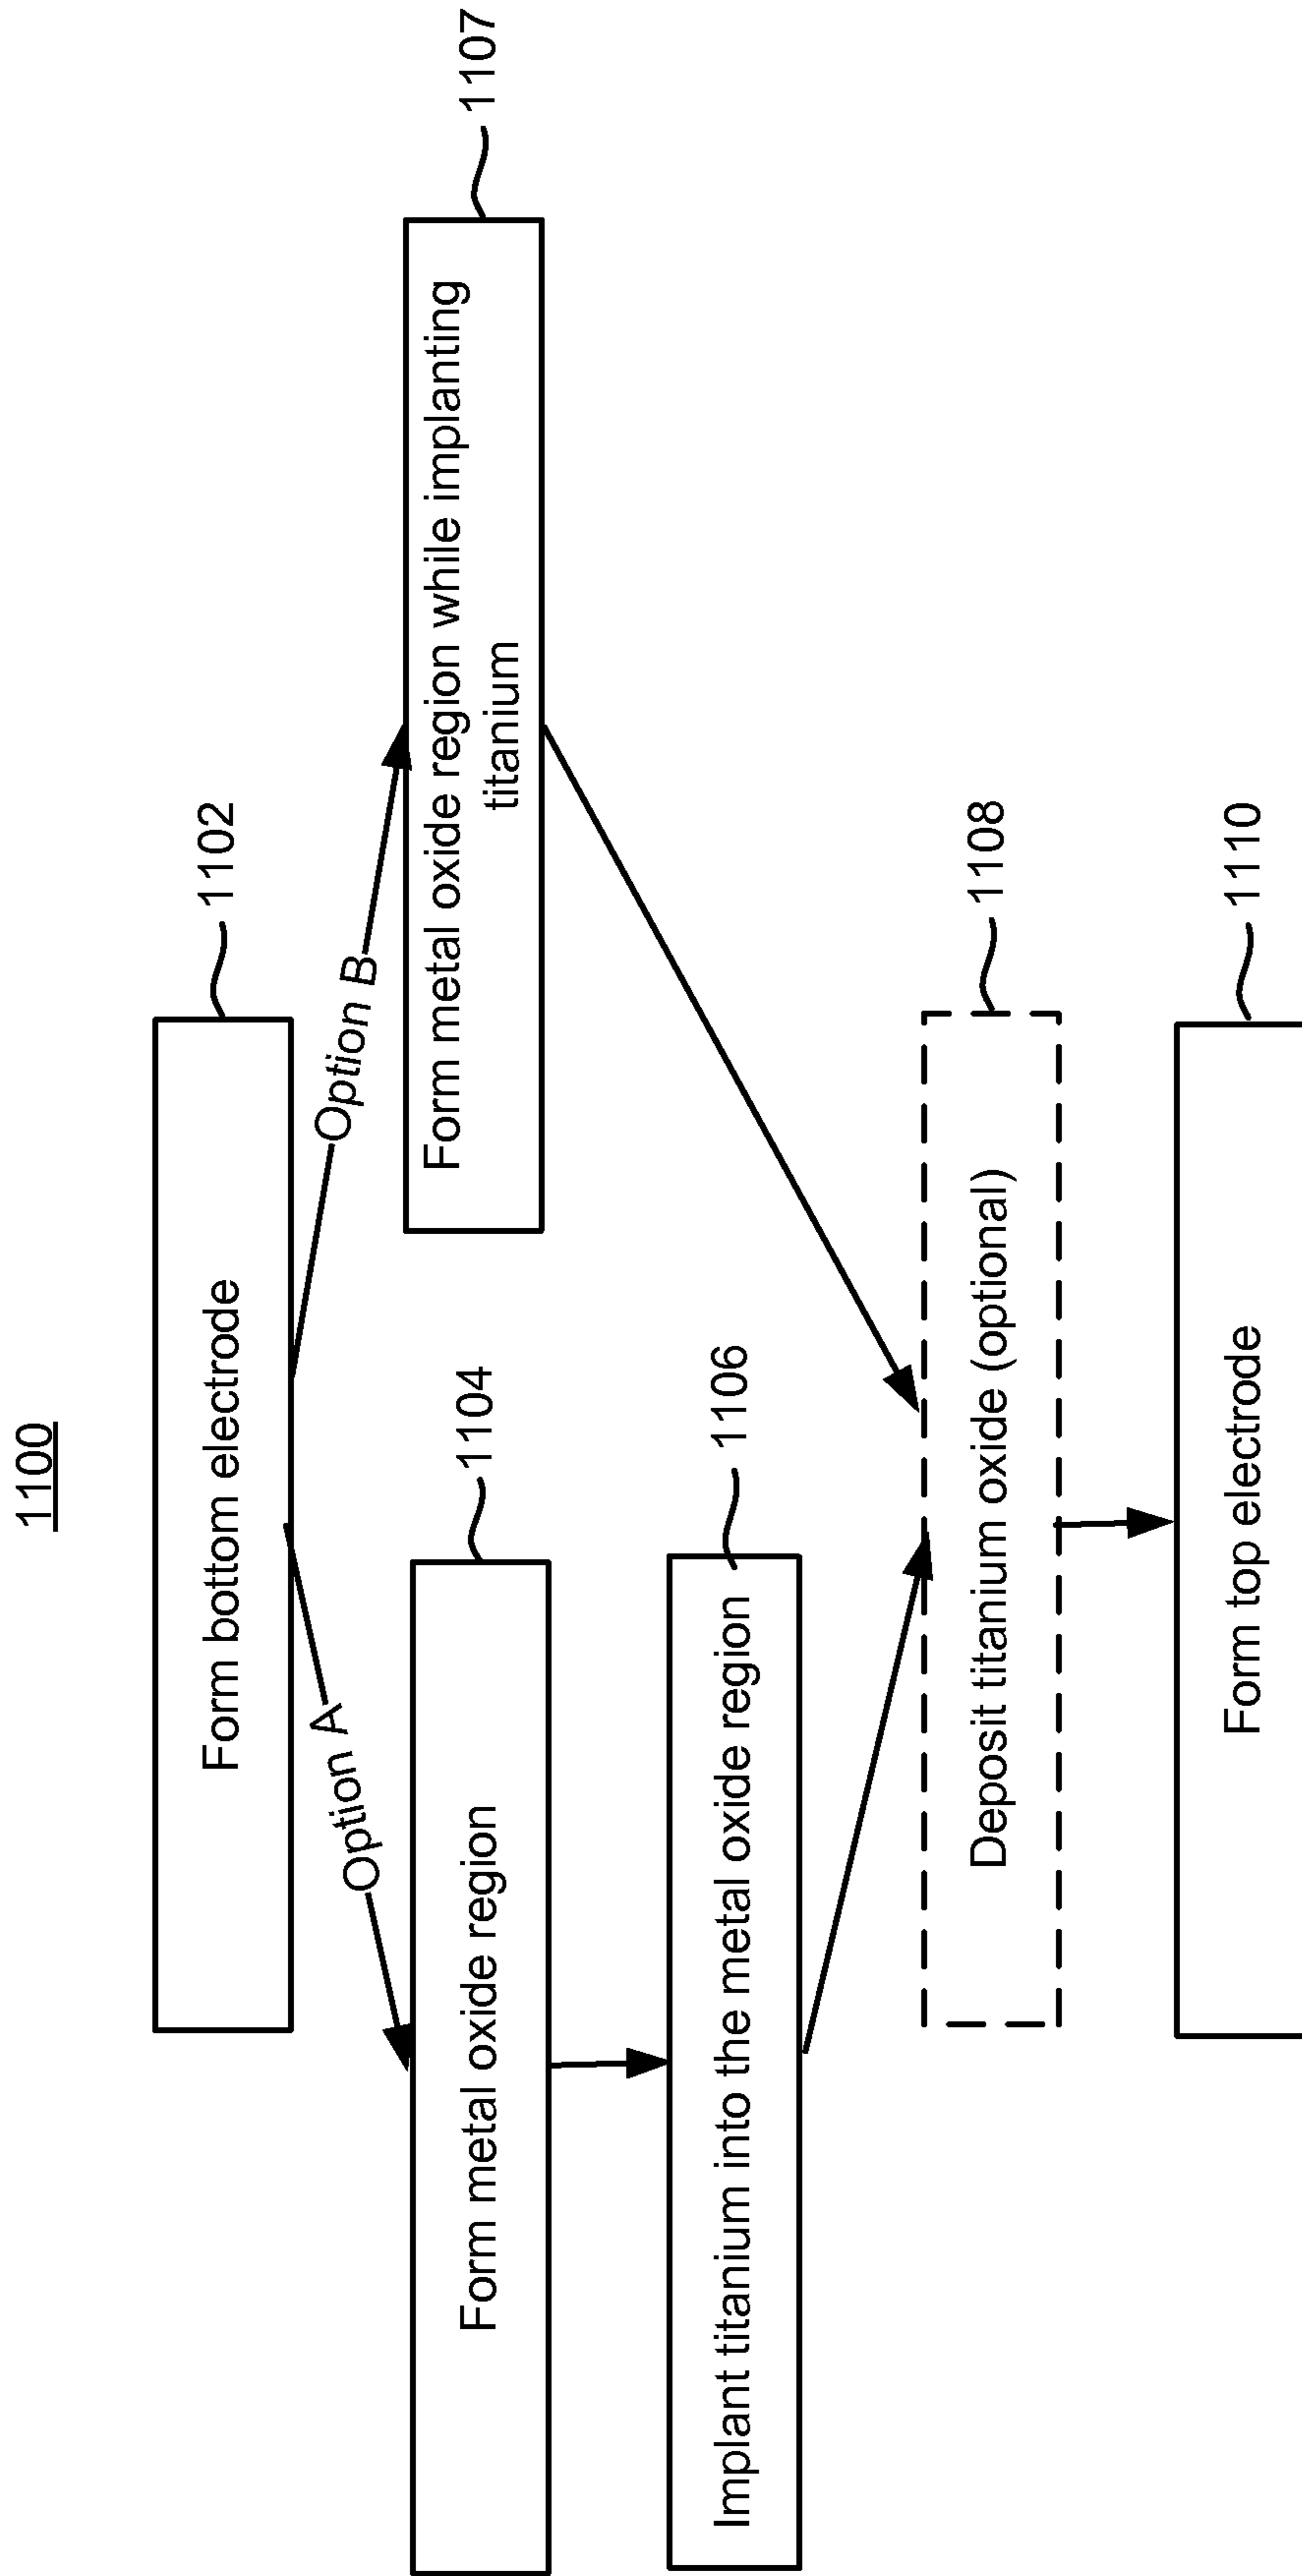 1100
Form bottom electrode
1102
Option A
Option B
Form metal oxide region
1104
Form metal oxide region while implanting
titanium
1107
Implant titanium into the metal oxide region
1106
Deposit titanium oxide (optional)
1108
Form top electrode
1110